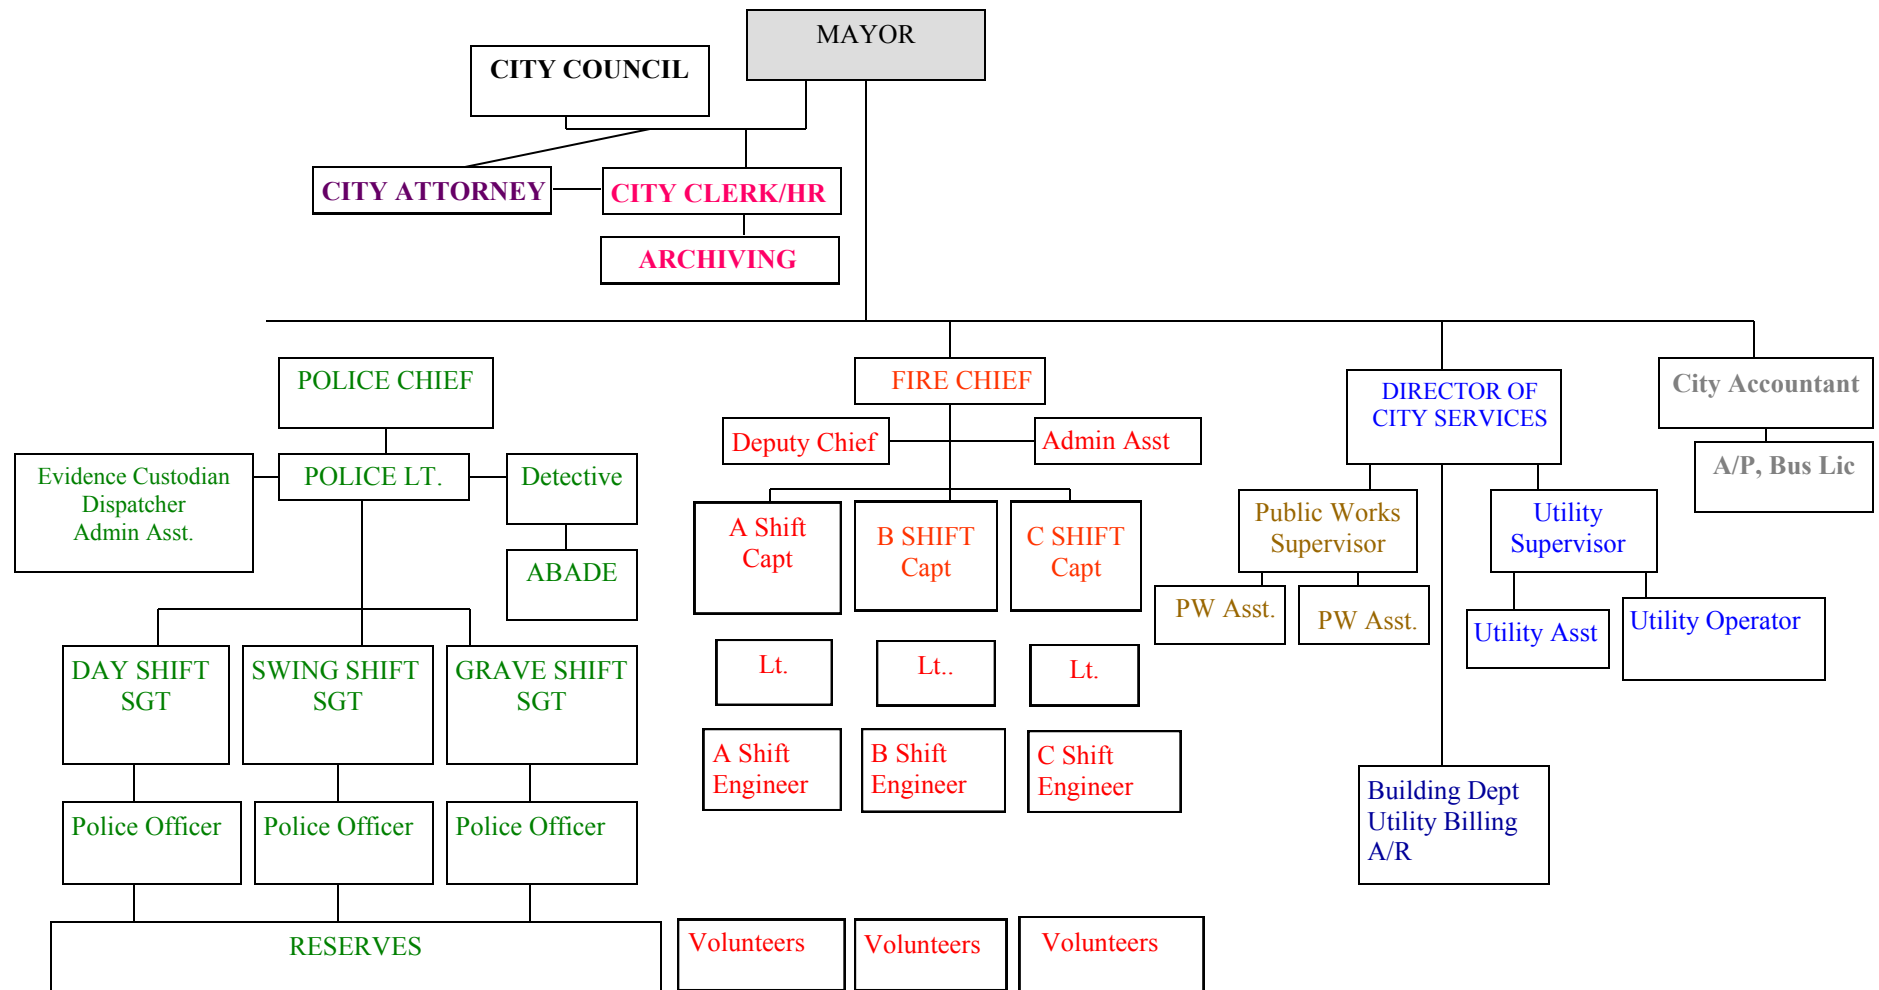 MAYOR
CITY COUNCIL
CITY ATTORNEY
CITY CLERK/HR
ARCHIVING
POLICE CHIEF
FIRE CHIEF
DIRECTOR OF
CITY SERVICES
City Accountant
Deputy Chief
Admin Asst
A/P, Bus Lic
Evidence Custodian
Dispatcher
Admin Asst.
POLICE LT.
Detective
ABADE
A Shift
Capt
B SHIFT
Capt
C SHIFT
Capt
Public Works
Supervisor
Utility
Supervisor
PW Asst.
PW Asst.
Utility Asst
Utility Operator
DAY SHIFT
SGT
SWING SHIFT
SGT
GRAVE SHIFT
SGT
Lt.
Lt..
Lt.
A Shift
Engineer
B Shift
Engineer
C Shift
Engineer
Building Dept
Utility Billing
A/R
Police Officer
Police Officer
Police Officer
RESERVES
Volunteers
Volunteers
Volunteers